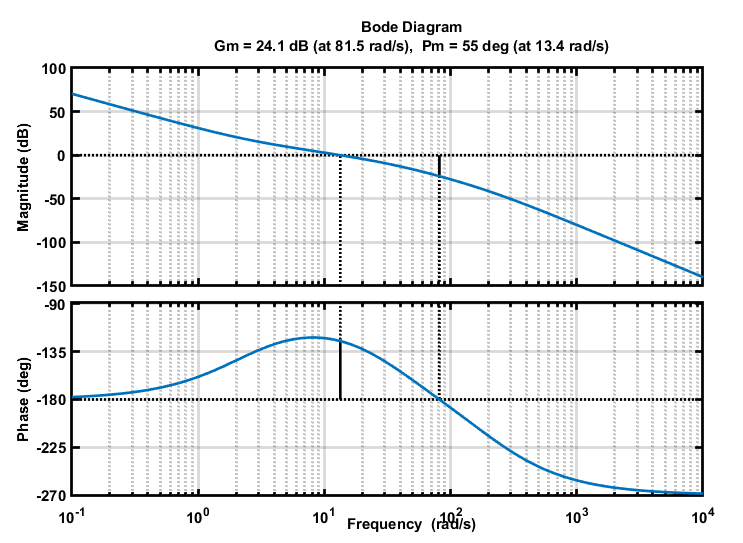 Bode Diagram
Gm = 24.1 dB (at 81.5 rad/s),  Pm = 55 deg (at 13.4 rad/s)
Magnitude (dB)
100
50
0
-50
-100
-150
Phase (deg)
-90
-135
-180
-225
-270
10^-1 10^0 10^1 10^2 10^3 10^4
Frequency  (rad/s)